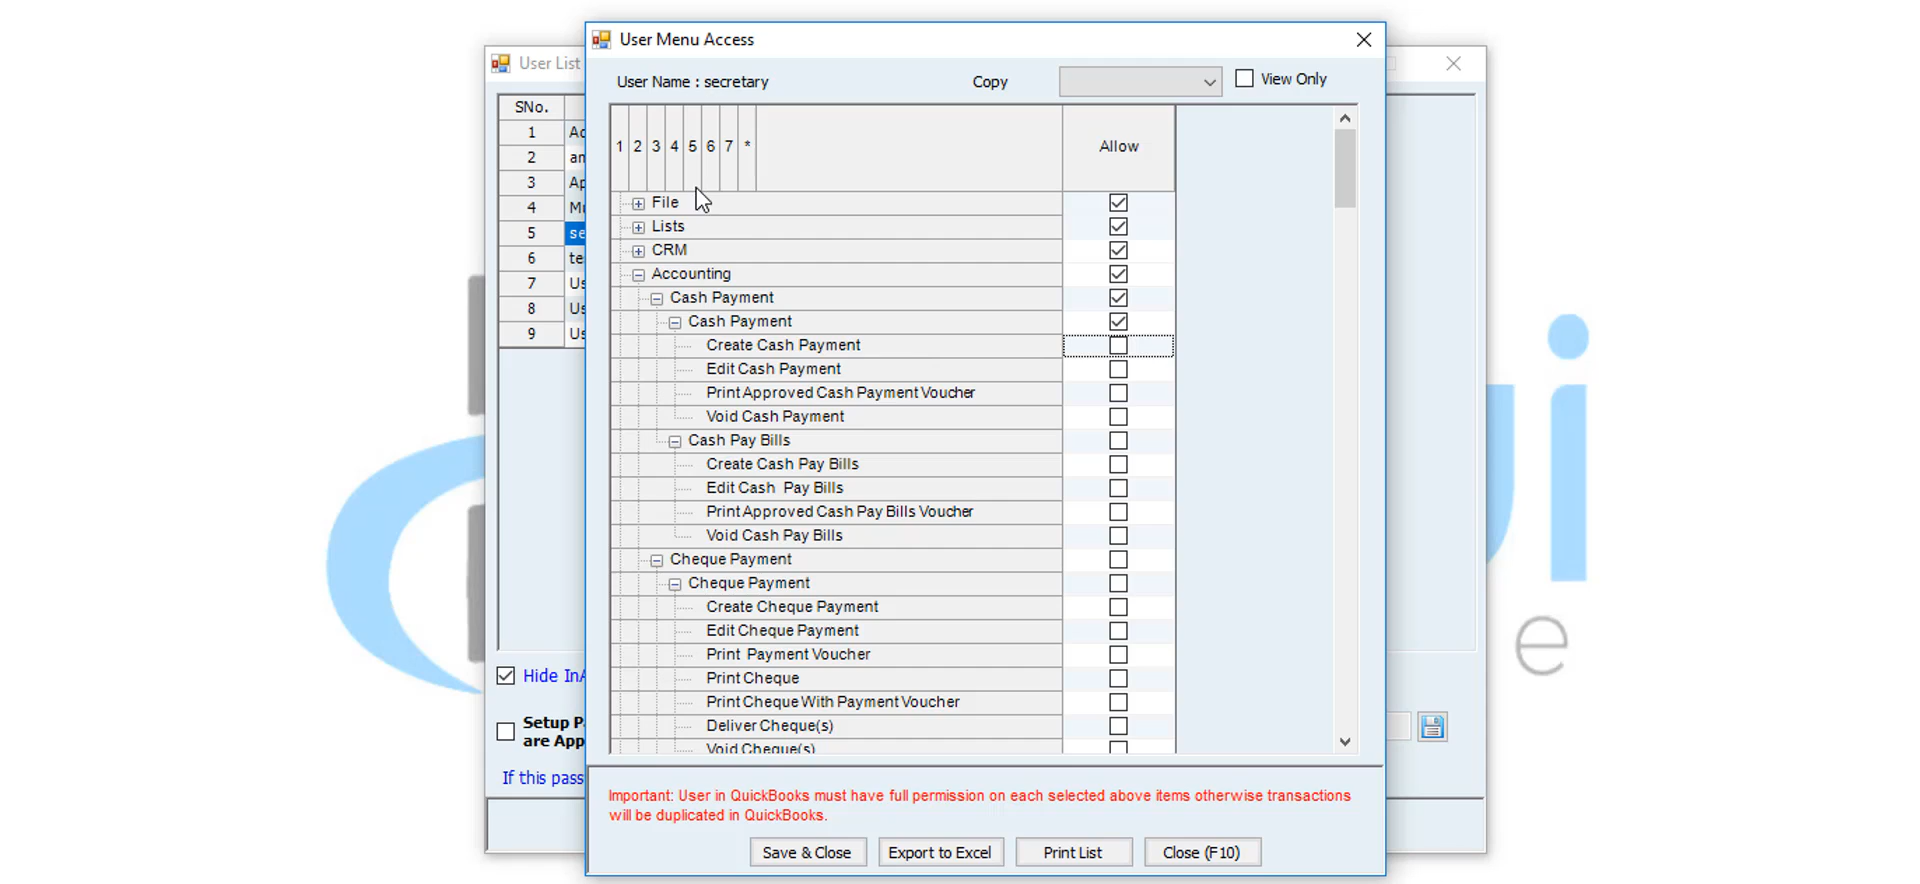 User Menu Access
User List
User Name : secretary
Copy
View Only
SNo.
1 2 3 4 5 6 7 *
Allow
1
2
3
4
5
6
7
8
9
File
Lists
CRM
Accounting
Cash Payment
Cash Payment
Create Cash Payment
Edit Cash Payment
Print Approved Cash Payment Voucher
Void Cash Payment
Cash Pay Bills
Create Cash Pay Bills
Edit Cash  Pay Bills
Print Approved Cash Pay Bills Voucher
Void Cash Pay Bills
Cheque Payment
Cheque Payment
Create Cheque Payment
Edit Cheque Payment
Print  Payment Voucher
Print Cheque
Print Cheque With Payment Voucher
Deliver Cheque(s)
Void Cheque(s)
Hide
Setup
are
If this
e
Important: User in QuickBooks must have full permission on each selected above items otherwise transactions
will be duplicated in QuickBooks.
Save & Close
Export to Excel
Print List
Close (F10)